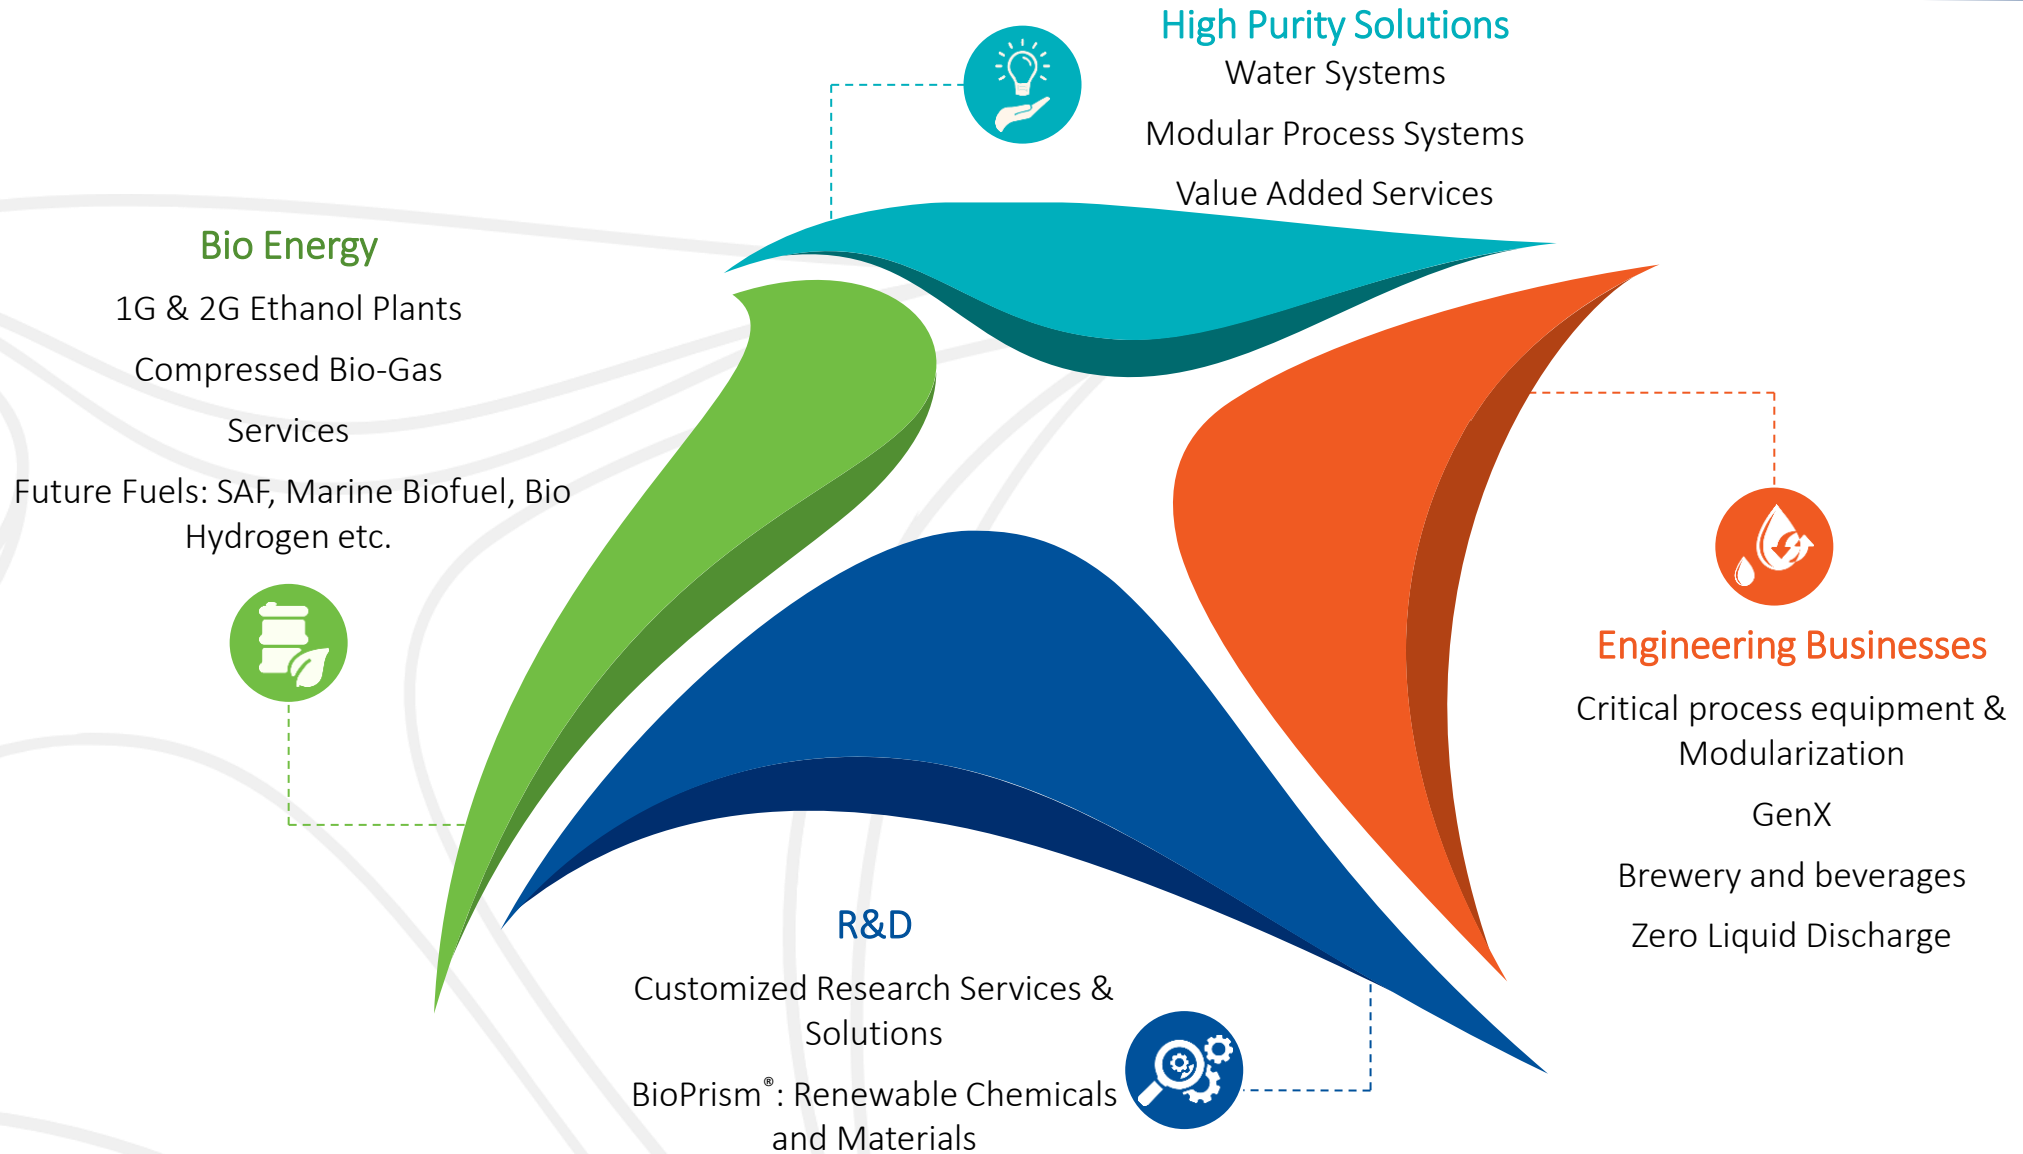 High Purity Solutions
Water Systems
Modular Process Systems
Value Added Services
Bio Energy
1G & 2G Ethanol Plants
Compressed Bio-Gas
Services
Future Fuels: SAF, Marine Biofuel, Bio
Hydrogen etc.
Engineering Businesses
Critical process equipment &
Modularization
GenX
Brewery and beverages
Zero Liquid Discharge
R&D
Customized Research Services &
Solutions
BioPrism®: Renewable Chemicals
and Materials